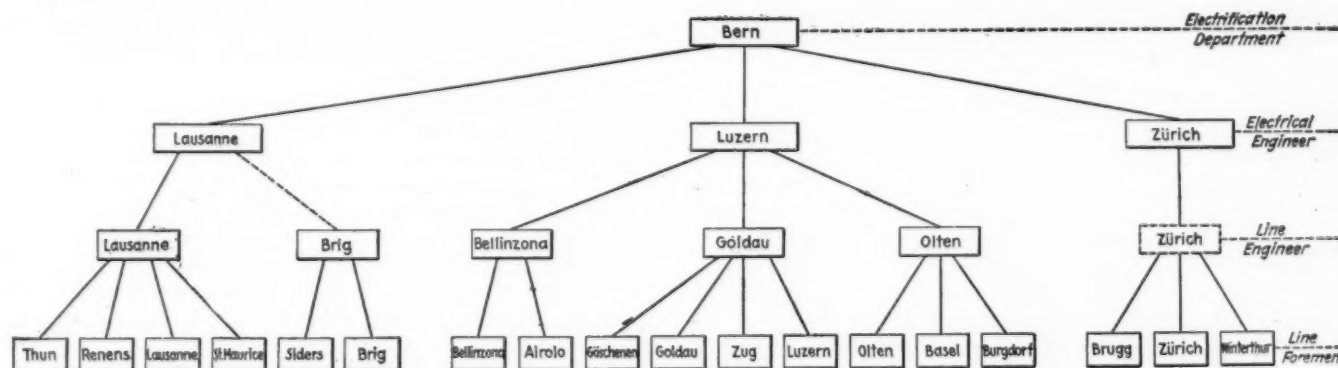 Bern
Electrification
Department
Lausanne
Luzern
Zürich
Electrical
Engineer
Lausanne
Brig
Bellinzona
Göldau
Olten
Zürich
Line
Engineer
Thun
Renens
Lausanne
St.Maurice
Siders
Brig
Bellinzona
Airolo
Göschenen
Goldau
Zug
Luzern
Olten
Basel
Burgdorf
Brugg
Zürich
Winterthur
Line
Foremen